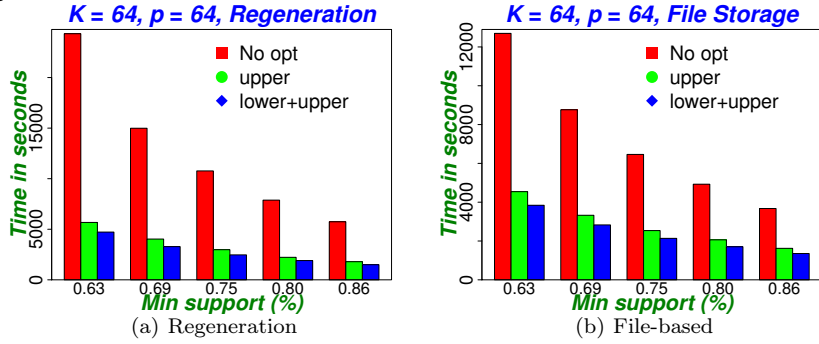 K = 64, p = 64, Regeneration
Time in seconds
0
5000
15000
No opt
upper
lower+upper
0.63 0.69 0.75 0.80 0.86
Min support (%)
(a) Regeneration
K = 64, p = 64, File Storage
Time in seconds
0
4000
8000
12000
No opt
upper
lower+upper
0.63 0.69 0.75 0.80 0.86
Min support (%)
(b) File-based